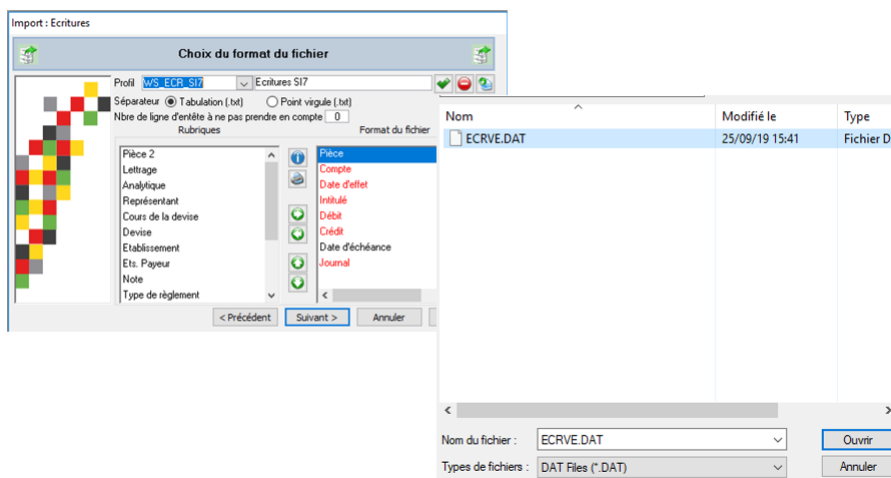 Import : Ecritures
Choix du format du fichier
Profil WS_ECR_SI7 Ecritures SI7
Séparateur Tabulation (.txt) Point virgule (.txt)
Nbre de ligne d'entête à ne pas prendre en compte 0
Rubriques Format du fichier
Pièce 2
Lettrage
Analytique
Représentant
Cours de la devise
Devise
Etablissement
Ets. Payeur
Note
Type de règlement
Pièce
Compte
Date d'effet
Intitulé
Débit
Crédit
Date d'échéance
Journal
< Précédent Suivant > Annuler
Nom Modifié le Type
ECRVE.DAT 25/09/19 15:41 Fichier D
Nom du fichier : ECRVE.DAT Ouvrir
Types de fichiers : DAT Files (*.DAT) Annuler